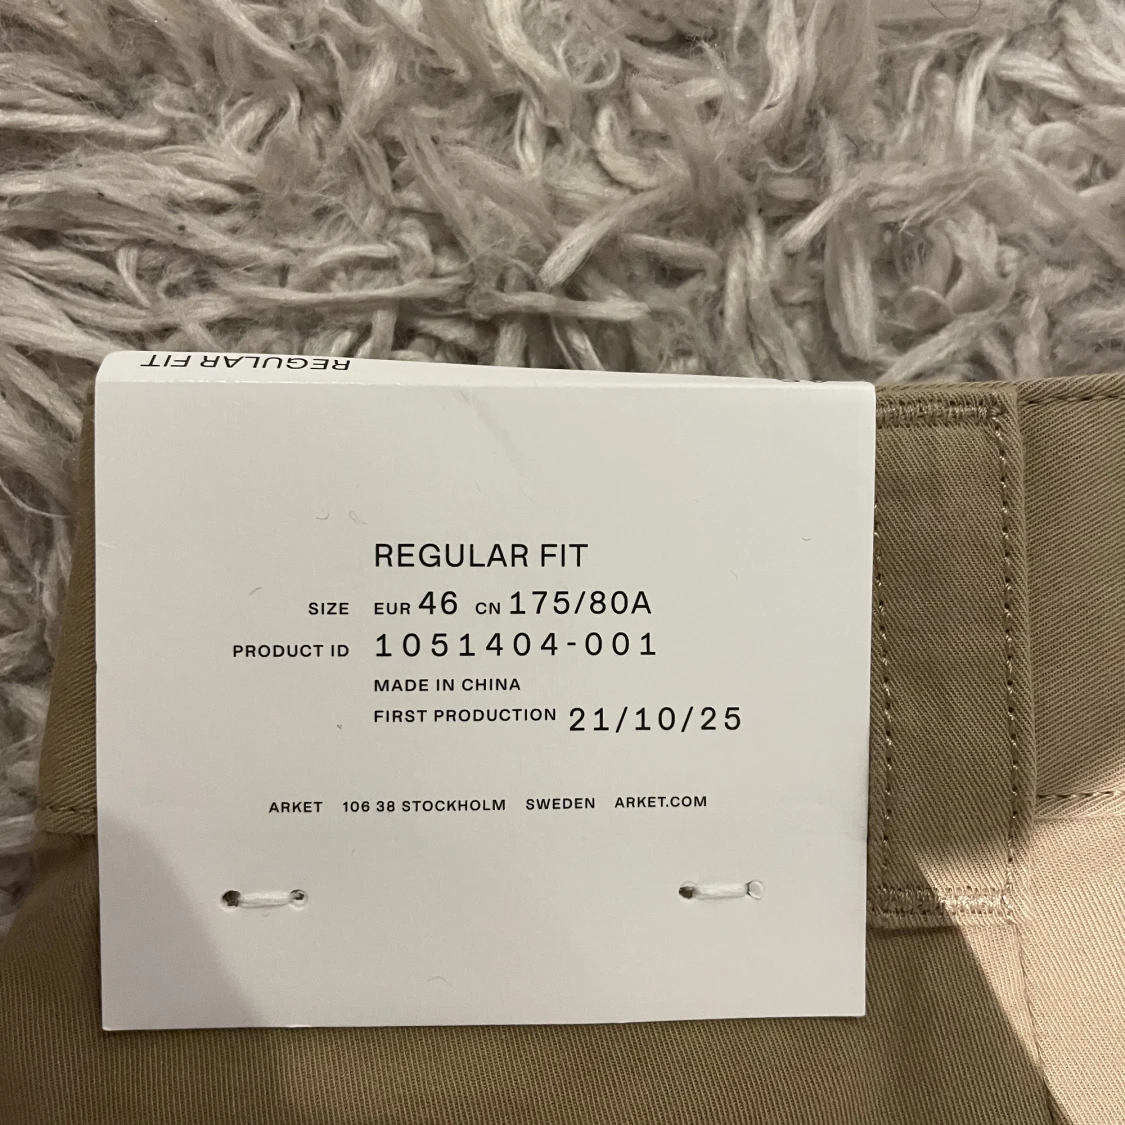 REGULAR FIT
REGULAR FIT
SIZE EUR 46 CN 175/80A
PRODUCT ID 1051404-001
MADE IN CHINA
FIRST PRODUCTION 21/10/25
ARKET 106 38 STOCKHOLM SWEDEN ARKET.COM